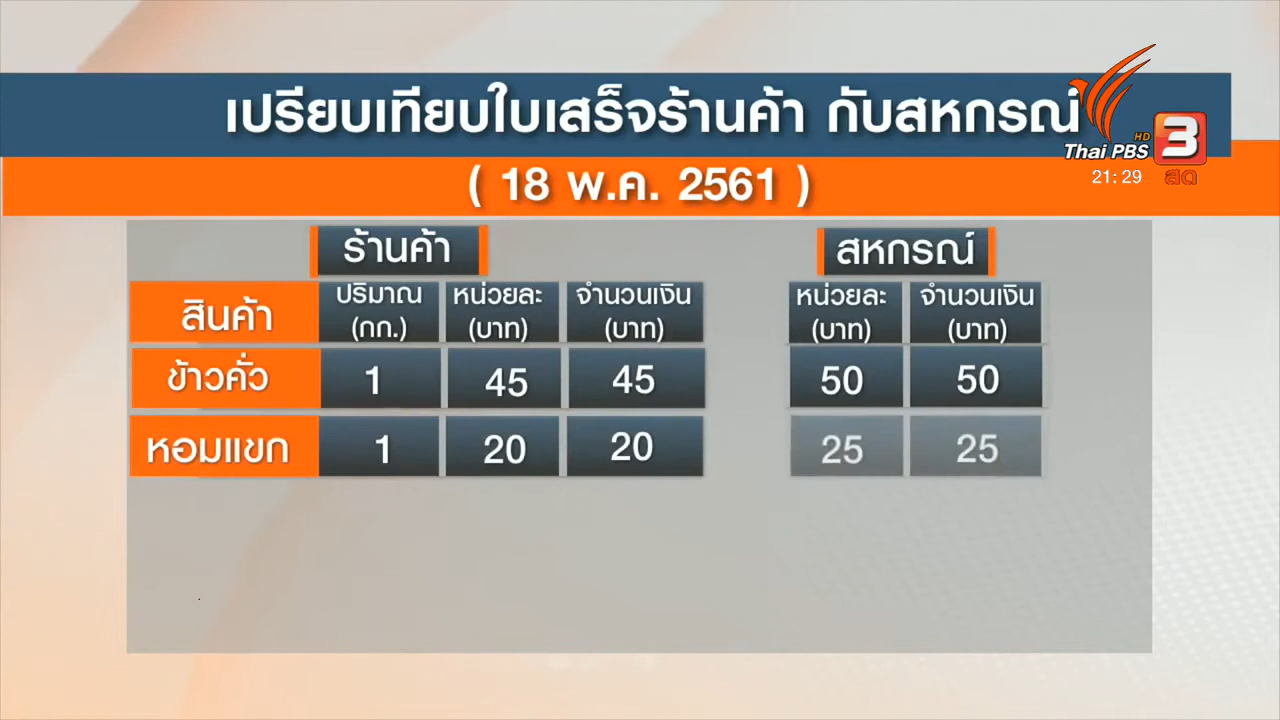 เปรียบเทียบใบเสร็จร้านค้า กับสหกรณ์
HD
Thai PBS 3
21:29 สด
( 18 พ.ค. 2561 )
ร้านค้า สหกรณ์
สินค้า ปริมาณ (กก.) หน่วยละ (บาท) จำนวนเงิน (บาท) หน่วยละ (บาท) จำนวนเงิน (บาท)
ข้าวคั่ว 1 45 45 50 50
หอมแขก 1 20 20 25 25